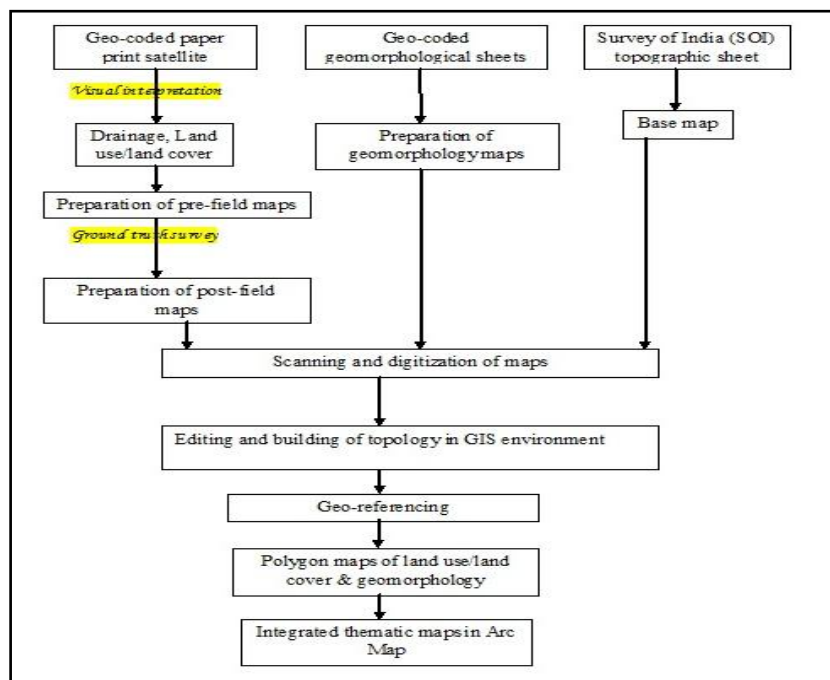 Geo-coded paper
print satellite
Geo-coded
geomorphological sheets
Survey of India (SOI)
topographic sheet
Visual interpretation
Drainage, Land
use/land cover
Preparation of
geomorphology maps
Base map
Preparation of pre-field maps
Ground truth survey
Preparation of post-field
maps
Scanning and digitization of maps
Editing and building of topology in GIS environment
Geo-referencing
Polygon maps of land use/land
cover & geomorphology
Integrated thematic maps in Arc
Map